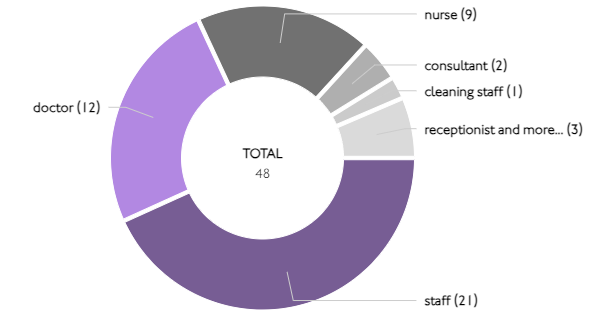 nurse (9)
consultant (2)
cleaning staff (1)
doctor (12)
receptionist and more... (3)
TOTAL
48
staff (21)